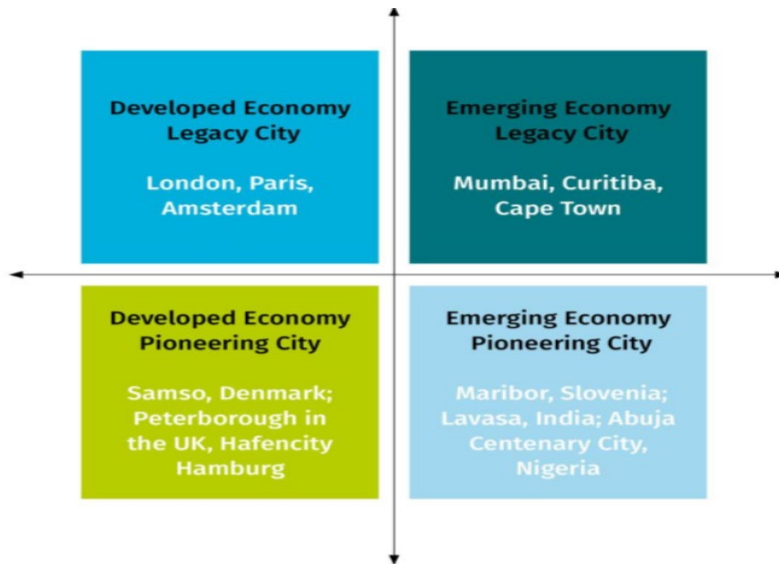 Developed Economy
Legacy City
London, Paris,
Amsterdam
Emerging Economy
Legacy City
Mumbai, Curitiba,
Cape Town
Developed Economy
Pioneering City
Samso, Denmark;
Peterborough in
the UK, Hafencity
Hamburg
Emerging Economy
Pioneering City
Maribor, Slovenia;
Lavasa, India; Abuja
Centenary City,
Nigeria